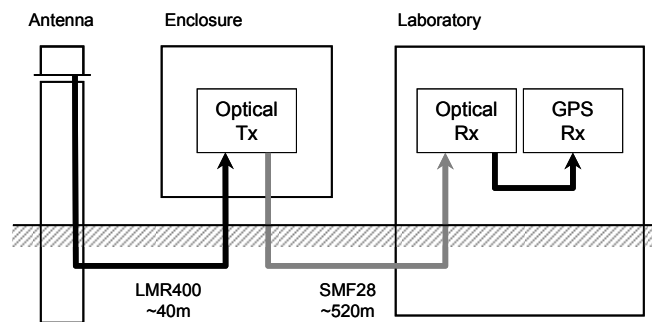 Antenna
Enclosure
Laboratory
Optical
Tx
Optical
Rx
GPS
Rx
LMR400
~40m
SMF28
~520m